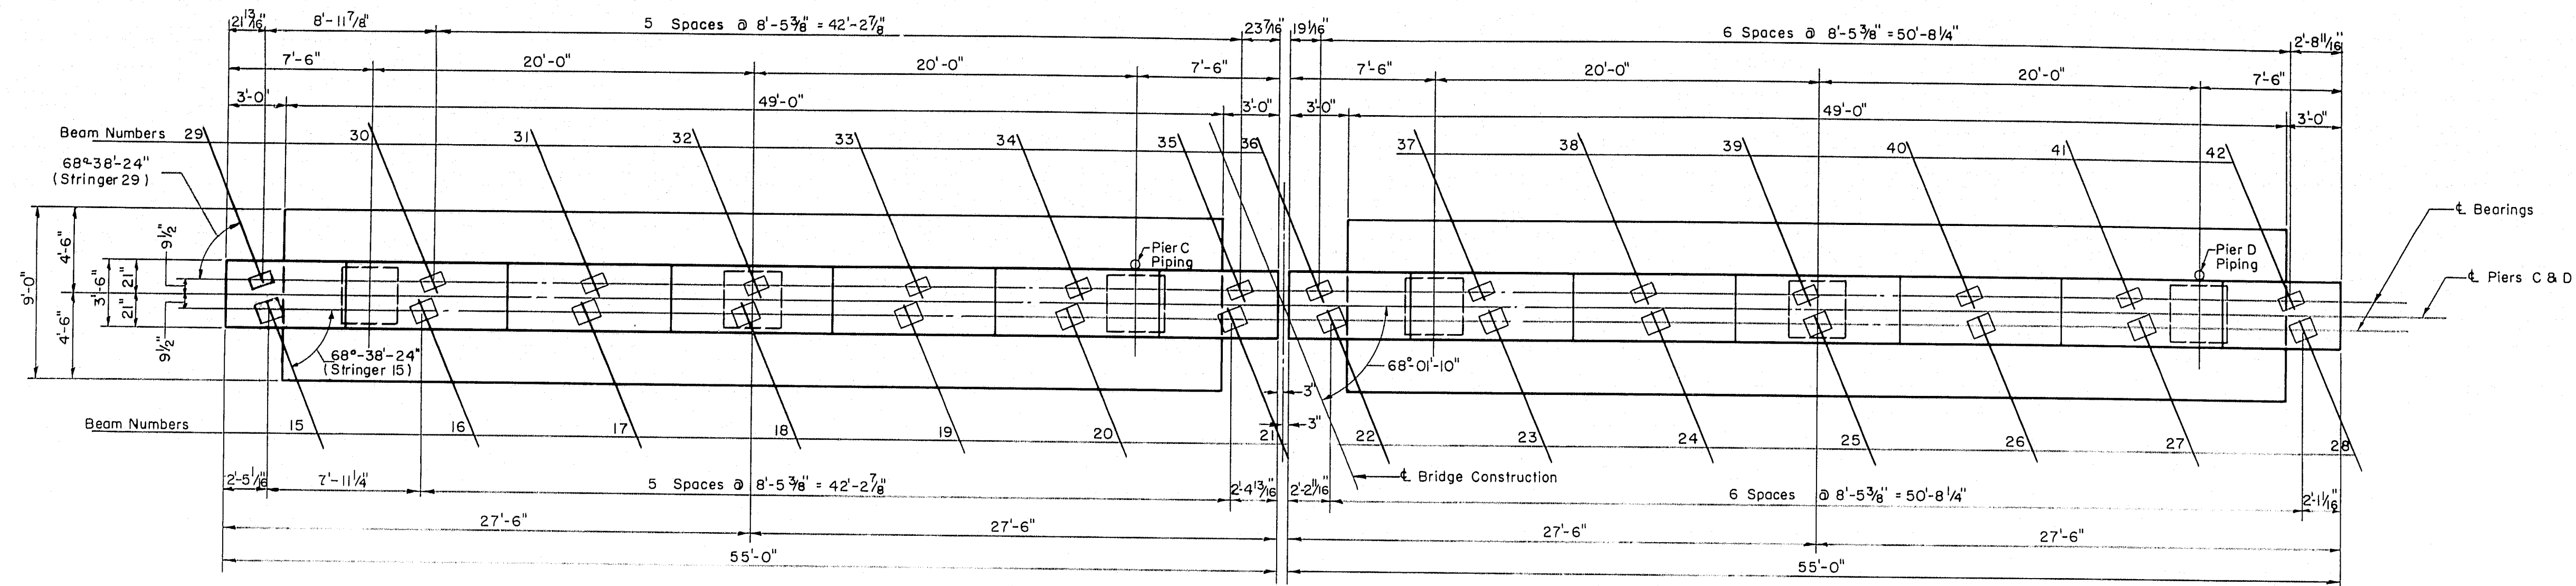 21 13/16" 8'-11 7/8" 5 Spaces @ 8'-5 3/8" = 42'-2 7/8" 23 7/16" 19 1/16" 6 Spaces @ 8'-5 3/8" = 50'-8 1/4" 2'-8 11/16"
7'-6" 20'-0" 20'-0" 7'-6" 7'-6" 20'-0" 20'-0" 7'-6"
3'-0" 49'-0" 3'-0" 3'-0" 49'-0" 3'-0"
Beam Numbers 29 30 31 32 33 34 35 36 37 38 39 40 41 42
68°-38'-24"
(Stringer 29)
℄ Bearings
Pier C
Piping
Pier D
Piping
℄ Piers C & D
9'-0" 4'-6" 4'-6" 3'-6" 21" 21" 9 1/2" 9 1/2"
68°-38'-24"
(Stringer 15)
68°-01'-10"
3"
3"
Beam Numbers 15 16 17 18 19 20 21 22 23 24 25 26 27 28
℄ Bridge Construction
2'-5 1/16" 7'-11 1/4" 5 Spaces @ 8'-5 3/8" = 42'-2 7/8" 2'-4 13/16" 2'-2 11/16" 6 Spaces @ 8'-5 3/8" = 50'-8 1/4" 2'-1 1/16"
27'-6" 27'-6" 27'-6" 27'-6"
55'-0" 55'-0"